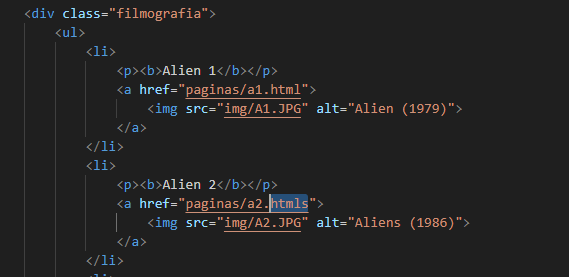 <div class="filmografia">
<ul>
<li>
<p><b>Alien 1</b></p>
<a href="paginas/a1.html">
<img src="img/A1.JPG" alt="Alien (1979)">
</a>
</li>
<li>
<p><b>Alien 2</b></p>
<a href="paginas/a2.htmls">
<img src="img/A2.JPG" alt="Aliens (1986)">
</a>
</li>
<li>